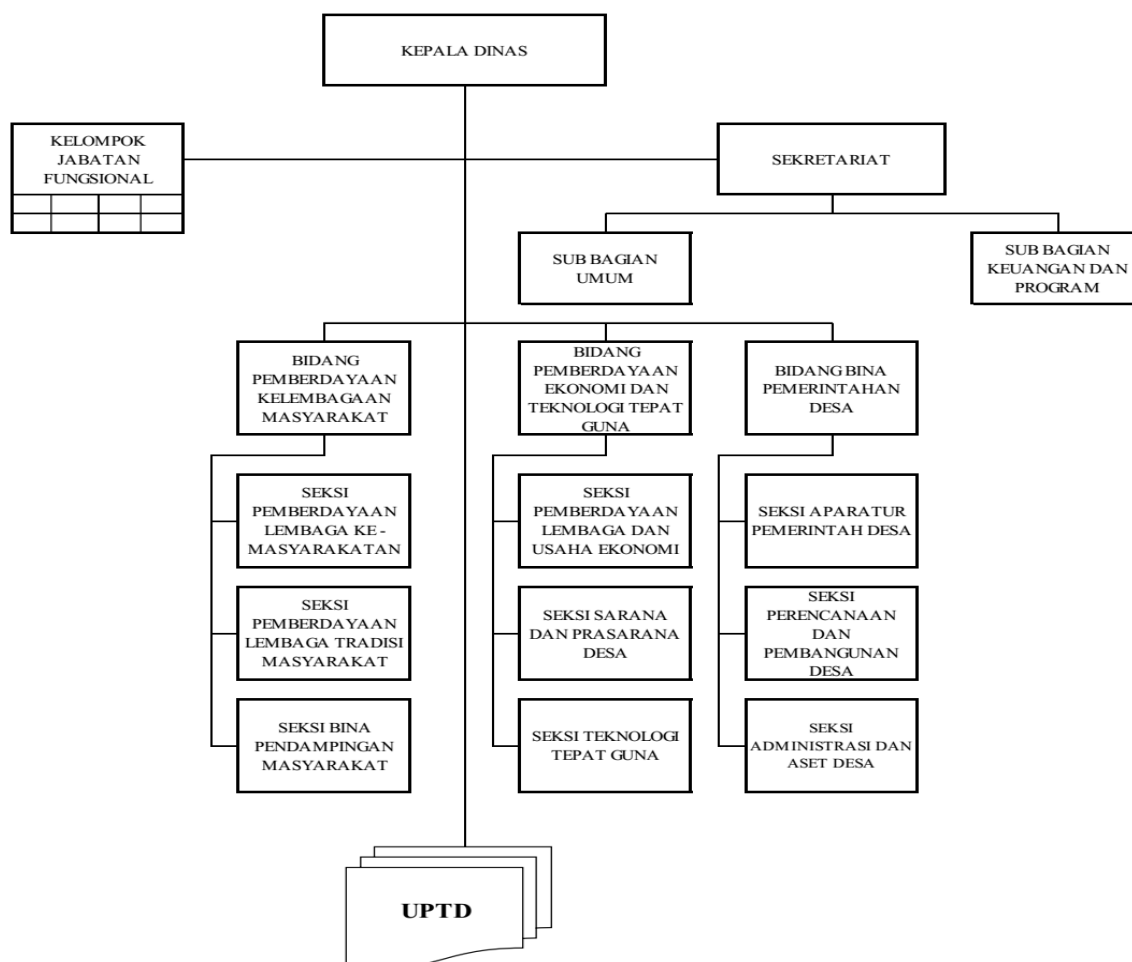 KEPALA DINAS
KELOMPOK
JABATAN
FUNGSIONAL
SEKRETARIAT
SUB BAGIAN
UMUM
SUB BAGIAN
KEUANGAN DAN
PROGRAM
BIDANG
PEMBERDAYAAN
KELEMBAGAAN
MASYARAKAT
BIDANG
PEMBERDAYAAN
EKONOMI DAN
TEKNOLOGI TEPAT
GUNA
BIDANG BINA
PEMERINTAHAN
DESA
SEKSI
PEMBERDAYAAN
LEMBAGA KE -
MASYARAKATAN
SEKSI
PEMBERDAYAAN
LEMBAGA DAN
USAHA EKONOMI
SEKSI APARATUR
PEMERINTAH DESA
SEKSI
PEMBERDAYAAN
LEMBAGA TRADISI
MASYARAKAT
SEKSI SARANA
DAN PRASARANA
DESA
SEKSI
PERENCANAAN
DAN
PEMBANGUNAN
DESA
SEKSI BINA
PENDAMPINGAN
MASYARAKAT
SEKSI TEKNOLOGI
TEPAT GUNA
SEKSI
ADMINISTRASI DAN
ASET DESA
UPTD